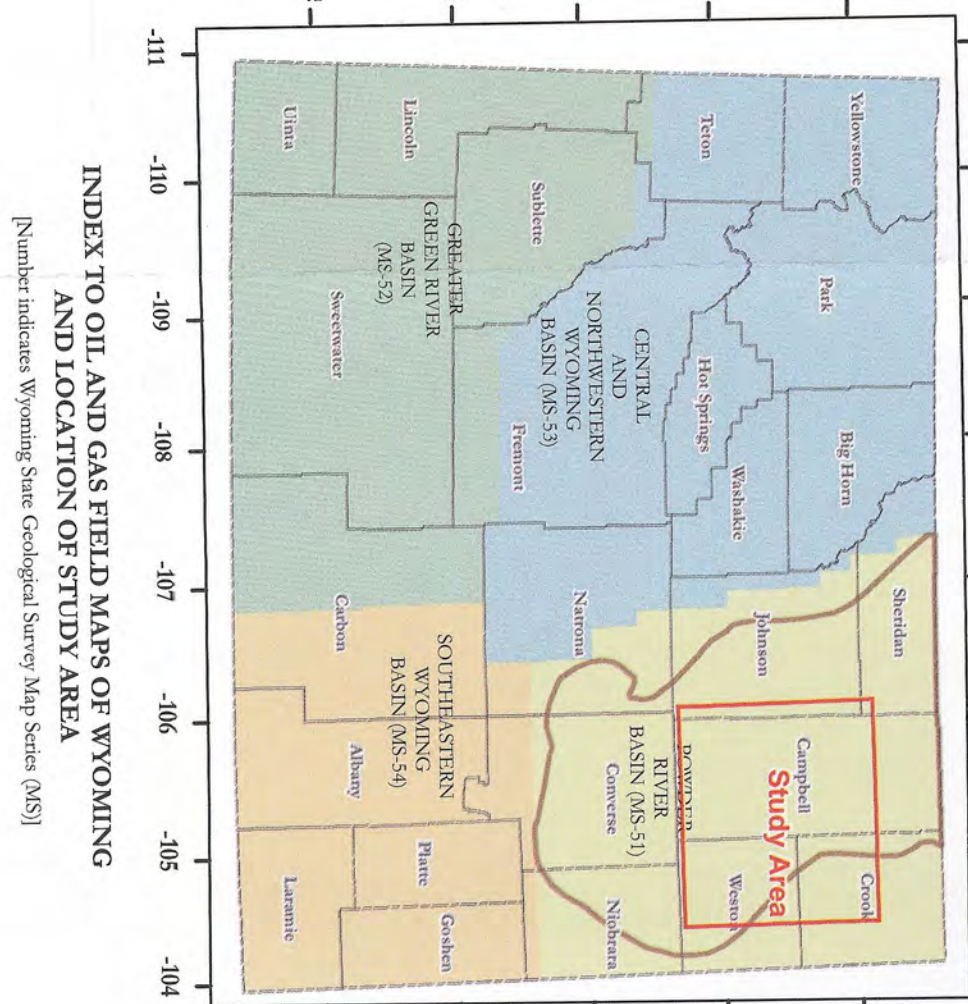 Yellowstone
Park
Big Horn
Sheridan
Crook
Teton
Hot Springs
Washakie
Johnson
Campbell
Study Area
Weston
POWDER
RIVER
BASIN (MS-51)
CENTRAL
AND
NORTHWESTERN
WYOMING
BASIN (MS-53)
Natrona
Converse
Niobrara
Sublette
Fremont
GREATER
GREEN RIVER
BASIN
(MS-52)
SOUTHEASTERN
WYOMING
BASIN (MS-54)
Lincoln
Platte
Goshen
Uinta
Sweetwater
Carbon
Albany
Laramie
-111 -110 -109 -108 -107 -106 -105 -104
INDEX TO OIL AND GAS FIELD MAPS OF WYOMING
AND LOCATION OF STUDY AREA
[Number indicates Wyoming State Geological Survey Map Series (MS)]